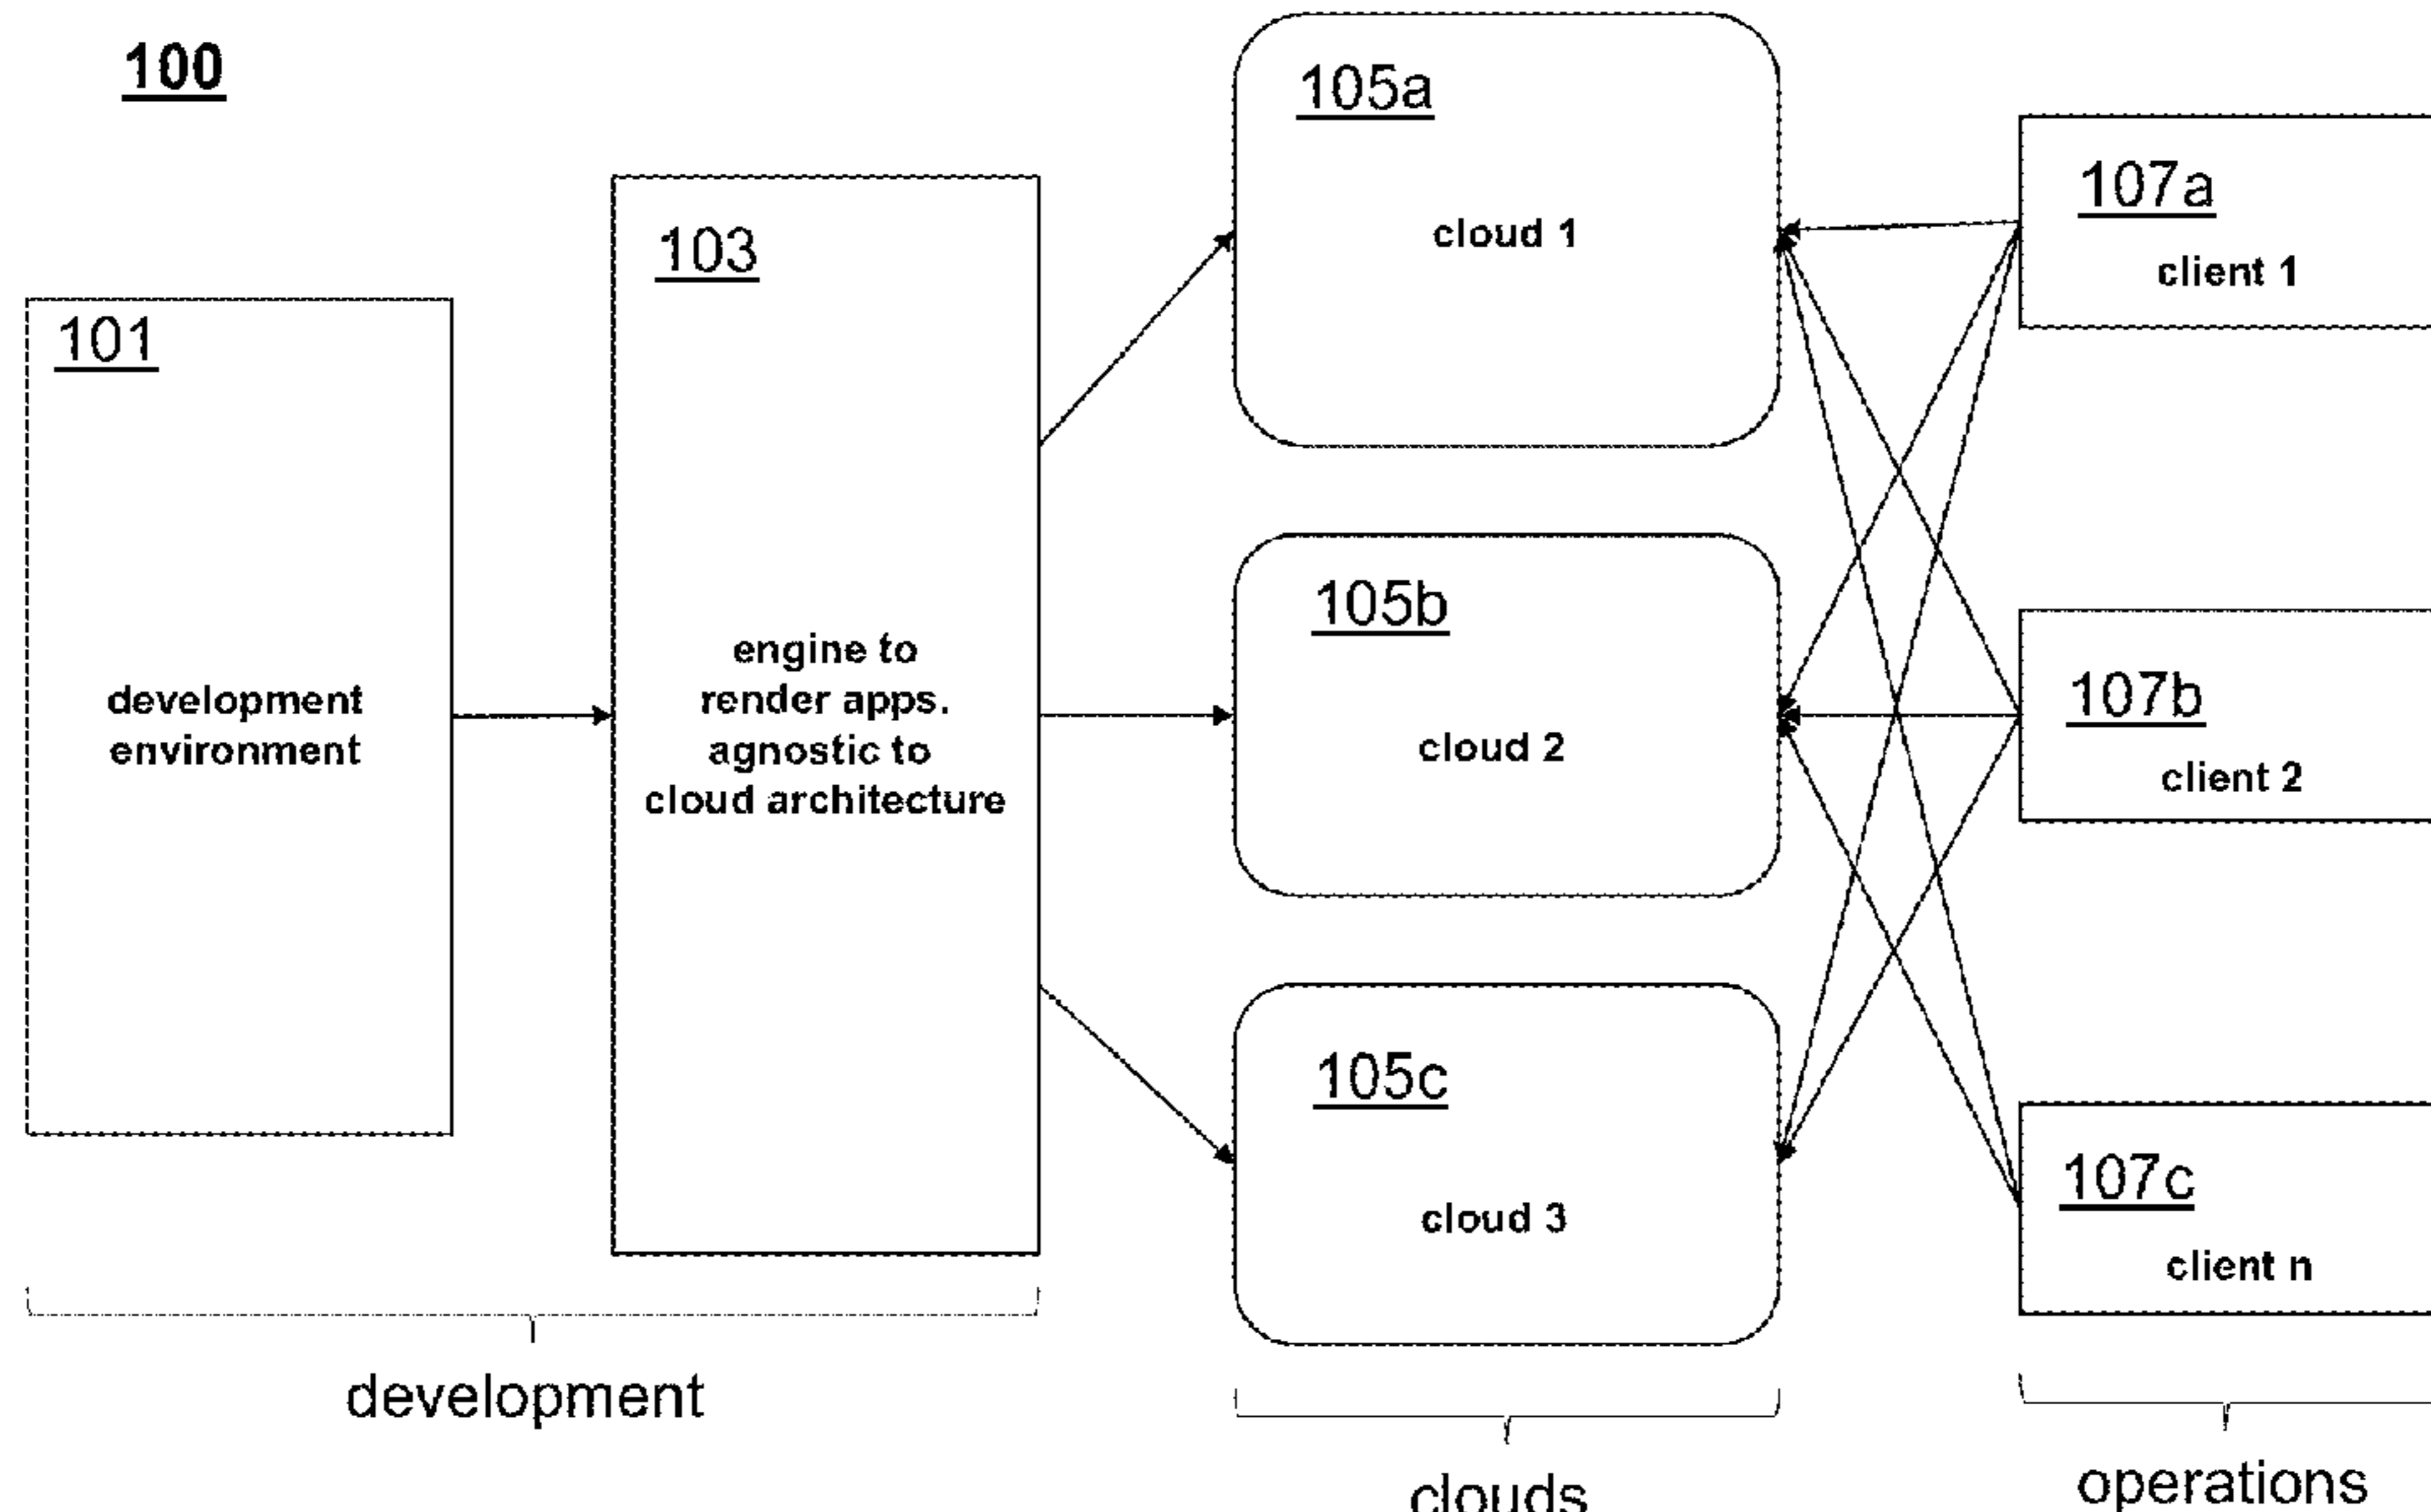 100
101
development
environment
103
engine to
render apps.
agnostic to
cloud architecture
105a
cloud 1
105b
cloud 2
105c
cloud 3
107a
client 1
107b
client 2
107c
client n
development
clouds
operations